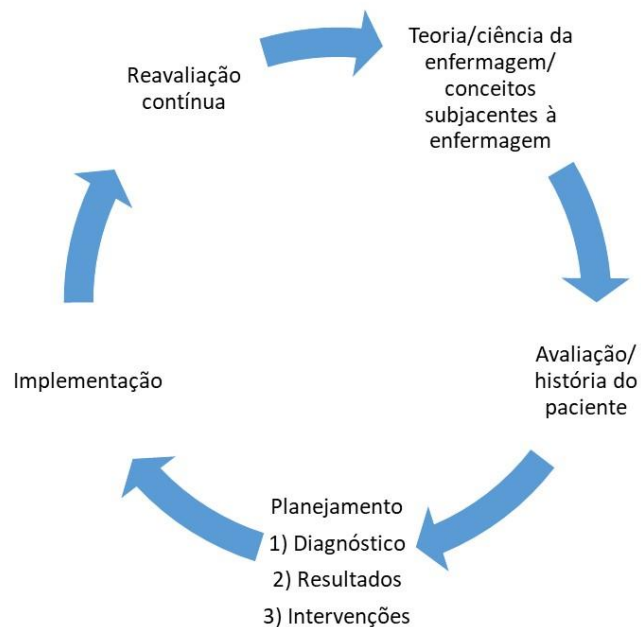 Reavaliação
contínua
Teoria/ciência da
enfermagem/
conceitos
subjacentes à
enfermagem
Avaliação/
história do
paciente
Planejamento
1) Diagnóstico
2) Resultados
3) Intervenções
Implementação